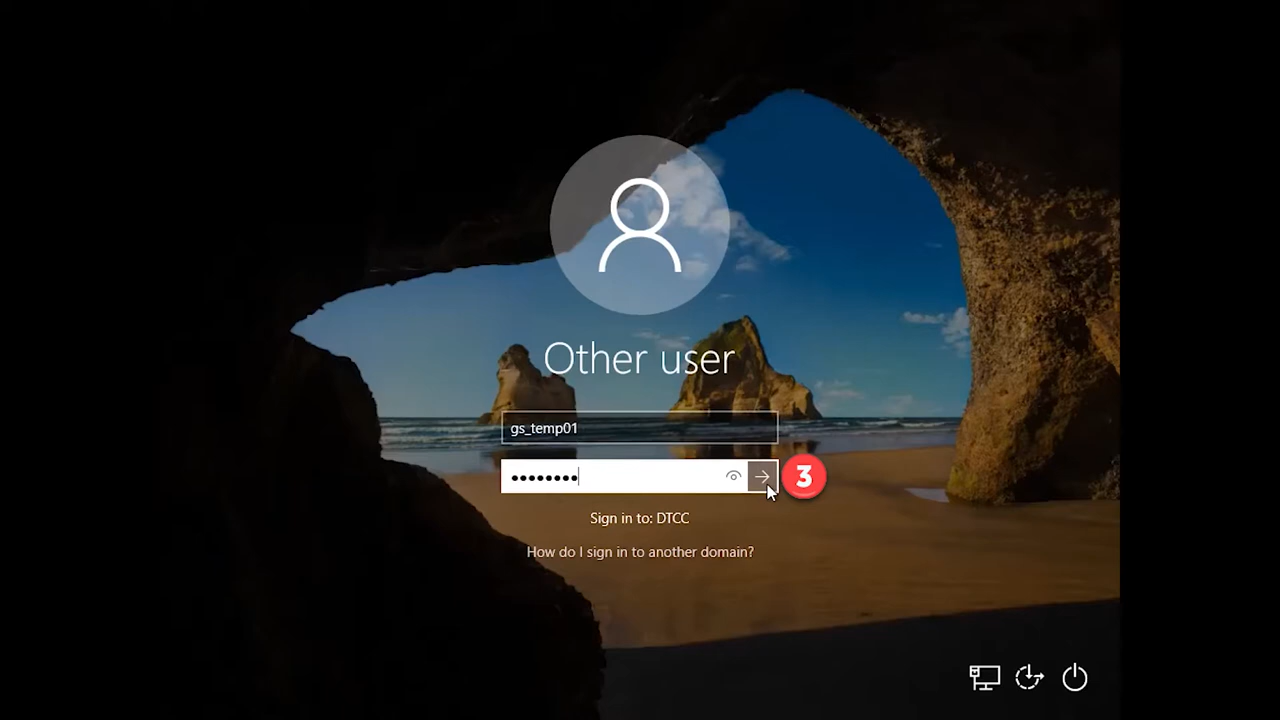 Other user
gs_temp01
3
Sign in to: DTCC
How do I sign in to another domain?